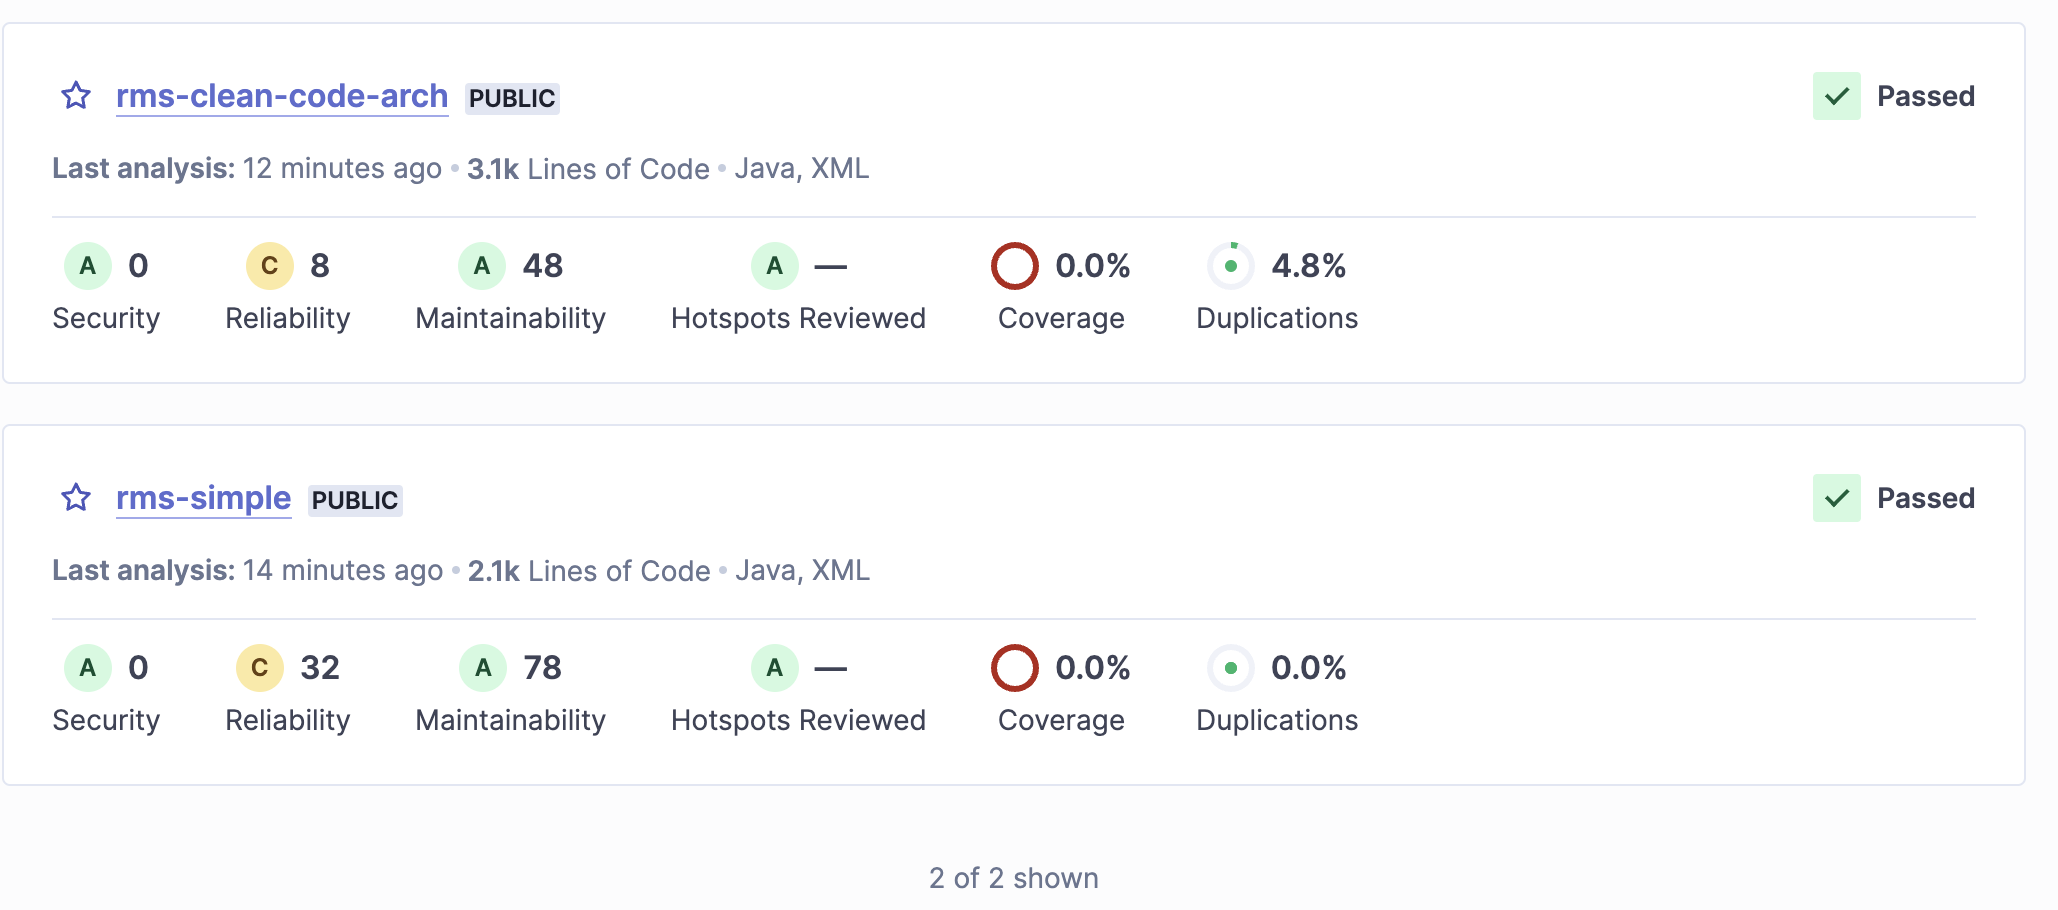 rms-clean-code-arch PUBLIC Passed
Last analysis: 12 minutes ago • 3.1k Lines of Code • Java, XML
A 0 C 8 A 48 A — 0.0% 4.8%
Security Reliability Maintainability Hotspots Reviewed Coverage Duplications
rms-simple PUBLIC Passed
Last analysis: 14 minutes ago • 2.1k Lines of Code • Java, XML
A 0 C 32 A 78 A — 0.0% 0.0%
Security Reliability Maintainability Hotspots Reviewed Coverage Duplications
2 of 2 shown